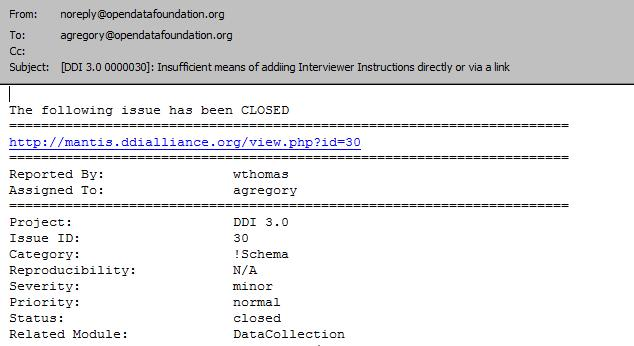 From: noreply@opendatafoundation.org
To: agregory@opendatafoundation.org
Cc:
Subject: [DDI 3.0 0000030]: Insufficient means of addiing Interviewer Instructions directly or via a link
The following issue has been CLOSED
======================================================================
http://mantis.ddialliance.org/view.php?id=30
======================================================================
Reported By: wthomas
Assigned To: agregory
======================================================================
Project: DDI 3.0
Issue ID: 30
Category: !Schema
Reproducibility: N/A
Severity: minor
Priority: normal
Status: closed
Related Module: DataCollection